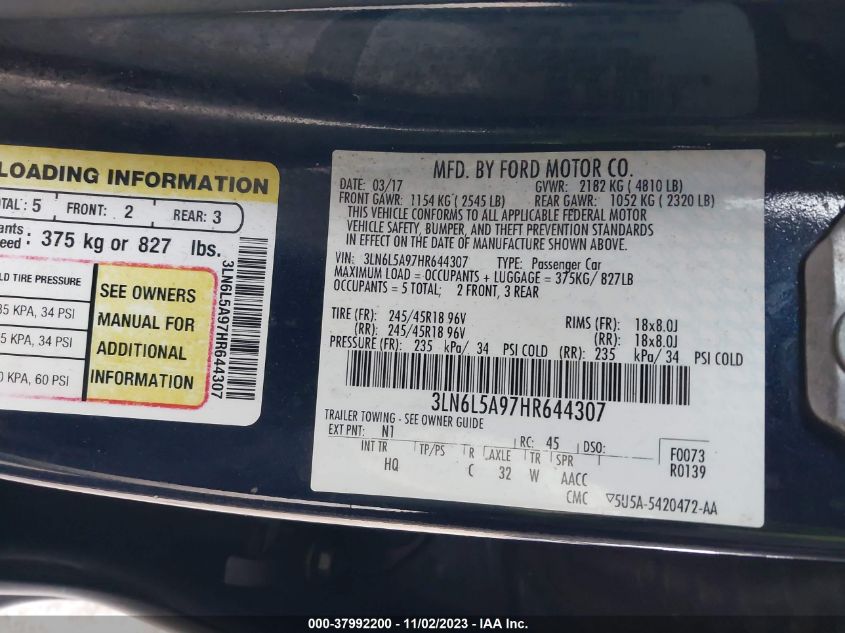 LOADING INFORMATION
TAL: 5 FRONT: 2 REAR: 3
375 kg or 827 lbs.
TIRE PRESSURE
KPA, 34 PSI
KPA, 34 PSI
KPA, 60 PSI
SEE OWNERS
MANUAL FOR
ADDITIONAL
INFORMATION
3LN6L5A97HR644307
MFD. BY FORD MOTOR CO.
DATE: 03/17 GVWR: 2182 KG ( 4810 LB)
FRONT GAWR: 1154 KG ( 2545 LB) REAR GAWR: 1052 KG ( 2320 LB)
THIS VEHICLE CONFORMS TO ALL APPLICABLE FEDERAL MOTOR
VEHICLE SAFETY, BUMPER, AND THEFT PREVENTION STANDARDS
IN EFFECT ON THE DATE OF MANUFACTURE SHOWN ABOVE.
VIN: 3LN6L5A97HR644307 TYPE: Passenger Car
MAXIMUM LOAD = OCCUPANTS + LUGGAGE = 375KG/ 827LB
OCCUPANTS = 5 TOTAL; 2 FRONT, 3 REAR
TIRE (FR): 245/45R18 96V RIMS (FR): 18x8.0J
(RR): 245/45R18 96V (RR): 18x8.0J
PRESSURE (FR): 235 kPa/ 34 PSI COLD (RR): 235 kPa/ 34 PSI COLD
3LN6L5A97HR644307
TRAILER TOWING - SEE OWNER GUIDE
EXT PNT: N1 RC: 45 DSO: F0073
INT TR TP/PS R AXLE TR SPR R0139
HQ C 32 W AACC
CMC 5U5A-5420472-AA
000-37992200 - 11/02/2023 - IAA Inc.